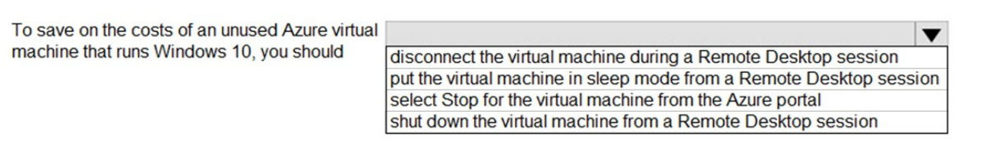 To save on the costs of an unused Azure virtual
machine that runs Windows 10, you should
disconnect the virtual machine during a Remote Desktop session
put the virtual machine in sleep mode from a Remote Desktop session
select Stop for the virtual machine from the Azure portal
shut down the virtual machine from a Remote Desktop session